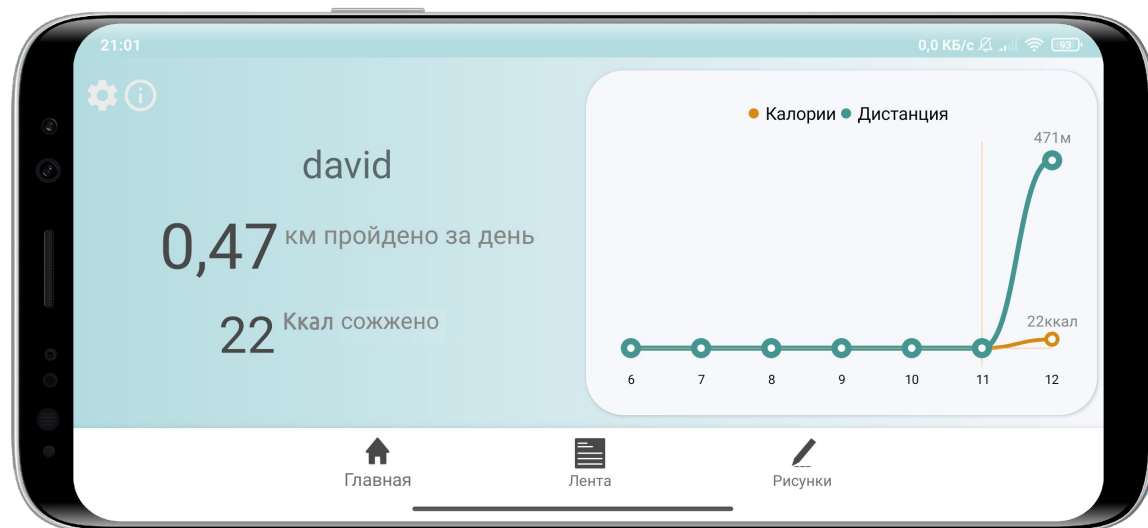 21:01
0,0 КБ/с 93
david
0,47 км пройдено за день
22 Ккал сожжено
Калории Дистанция
471м
22ккал
6 7 8 9 10 11 12
Главная Лента Рисунки